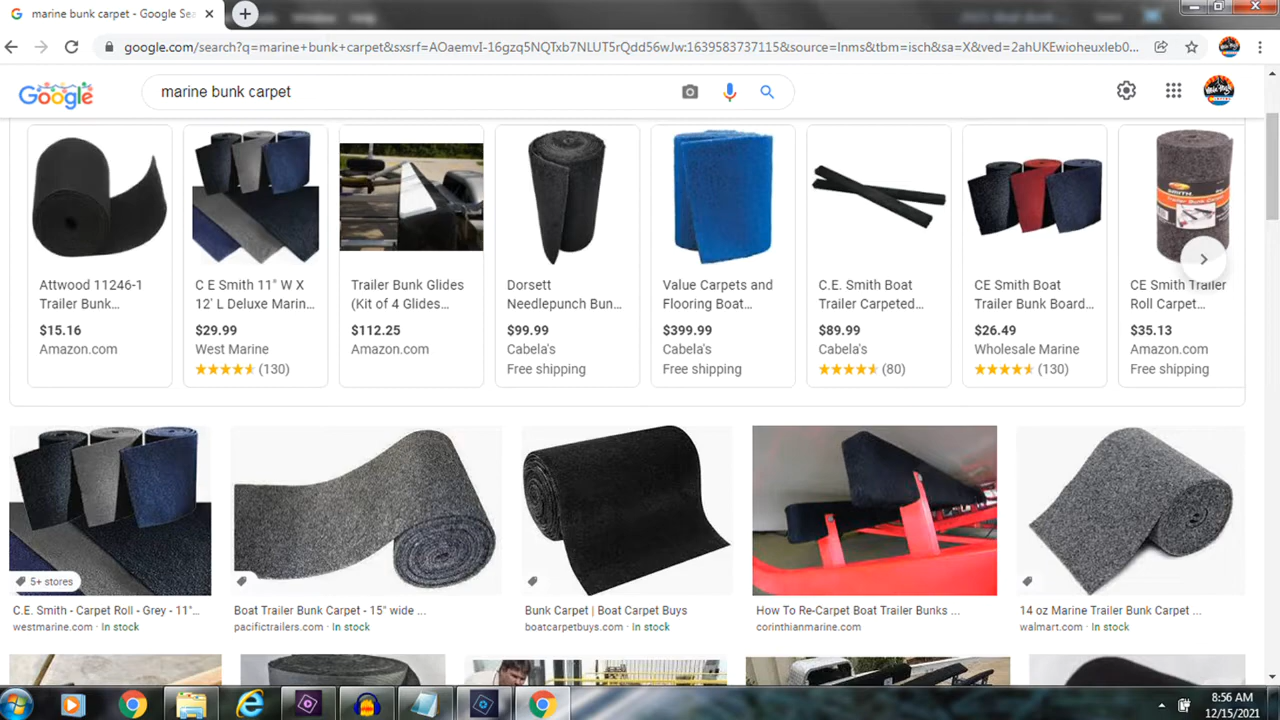 marine bunk carpet - Google Sea
google.com/search?q=marine+bunk+carpet&sxsrf=AOaemvI-16gzq5NQTxb7NLUT5rQdd56wJw:1639583737115&source=lnms&tbm=isch&sa=X&ved=2ahUKEwioheuxleb0...
Google
marine bunk carpet
Attwood 11246-1
Trailer Bunk...
$15.16
Amazon.com
C E Smith 11" W X
12' L Deluxe Marin...
$29.99
West Marine
(130)
Trailer Bunk Glides
(Kit of 4 Glides...
$112.25
Amazon.com
Dorsett
Needlepunch Bun...
$99.99
Cabela's
Free shipping
Value Carpets and
Flooring Boat...
$399.99
Cabela's
Free shipping
C.E. Smith Boat
Trailer Carpeted...
$89.99
Cabela's
(80)
CE Smith Boat
Trailer Bunk Board...
$26.49
Wholesale Marine
(130)
SMITH
CE Smith Trailer
Roll Carpet...
$35.13
Amazon.com
Free shipping
5+ stores
C.E. Smith - Carpet Roll - Grey - 11"...
westmarine.com · In stock
Boat Trailer Bunk Carpet - 15" wide ...
pacifictrailers.com · In stock
Bunk Carpet | Boat Carpet Buys
boatcarpetbuys.com · In stock
How To Re-Carpet Boat Trailer Bunks ...
corinthianmarine.com
14 oz Marine Trailer Bunk Carpet ...
walmart.com · In stock
8:56 AM
12/15/2021